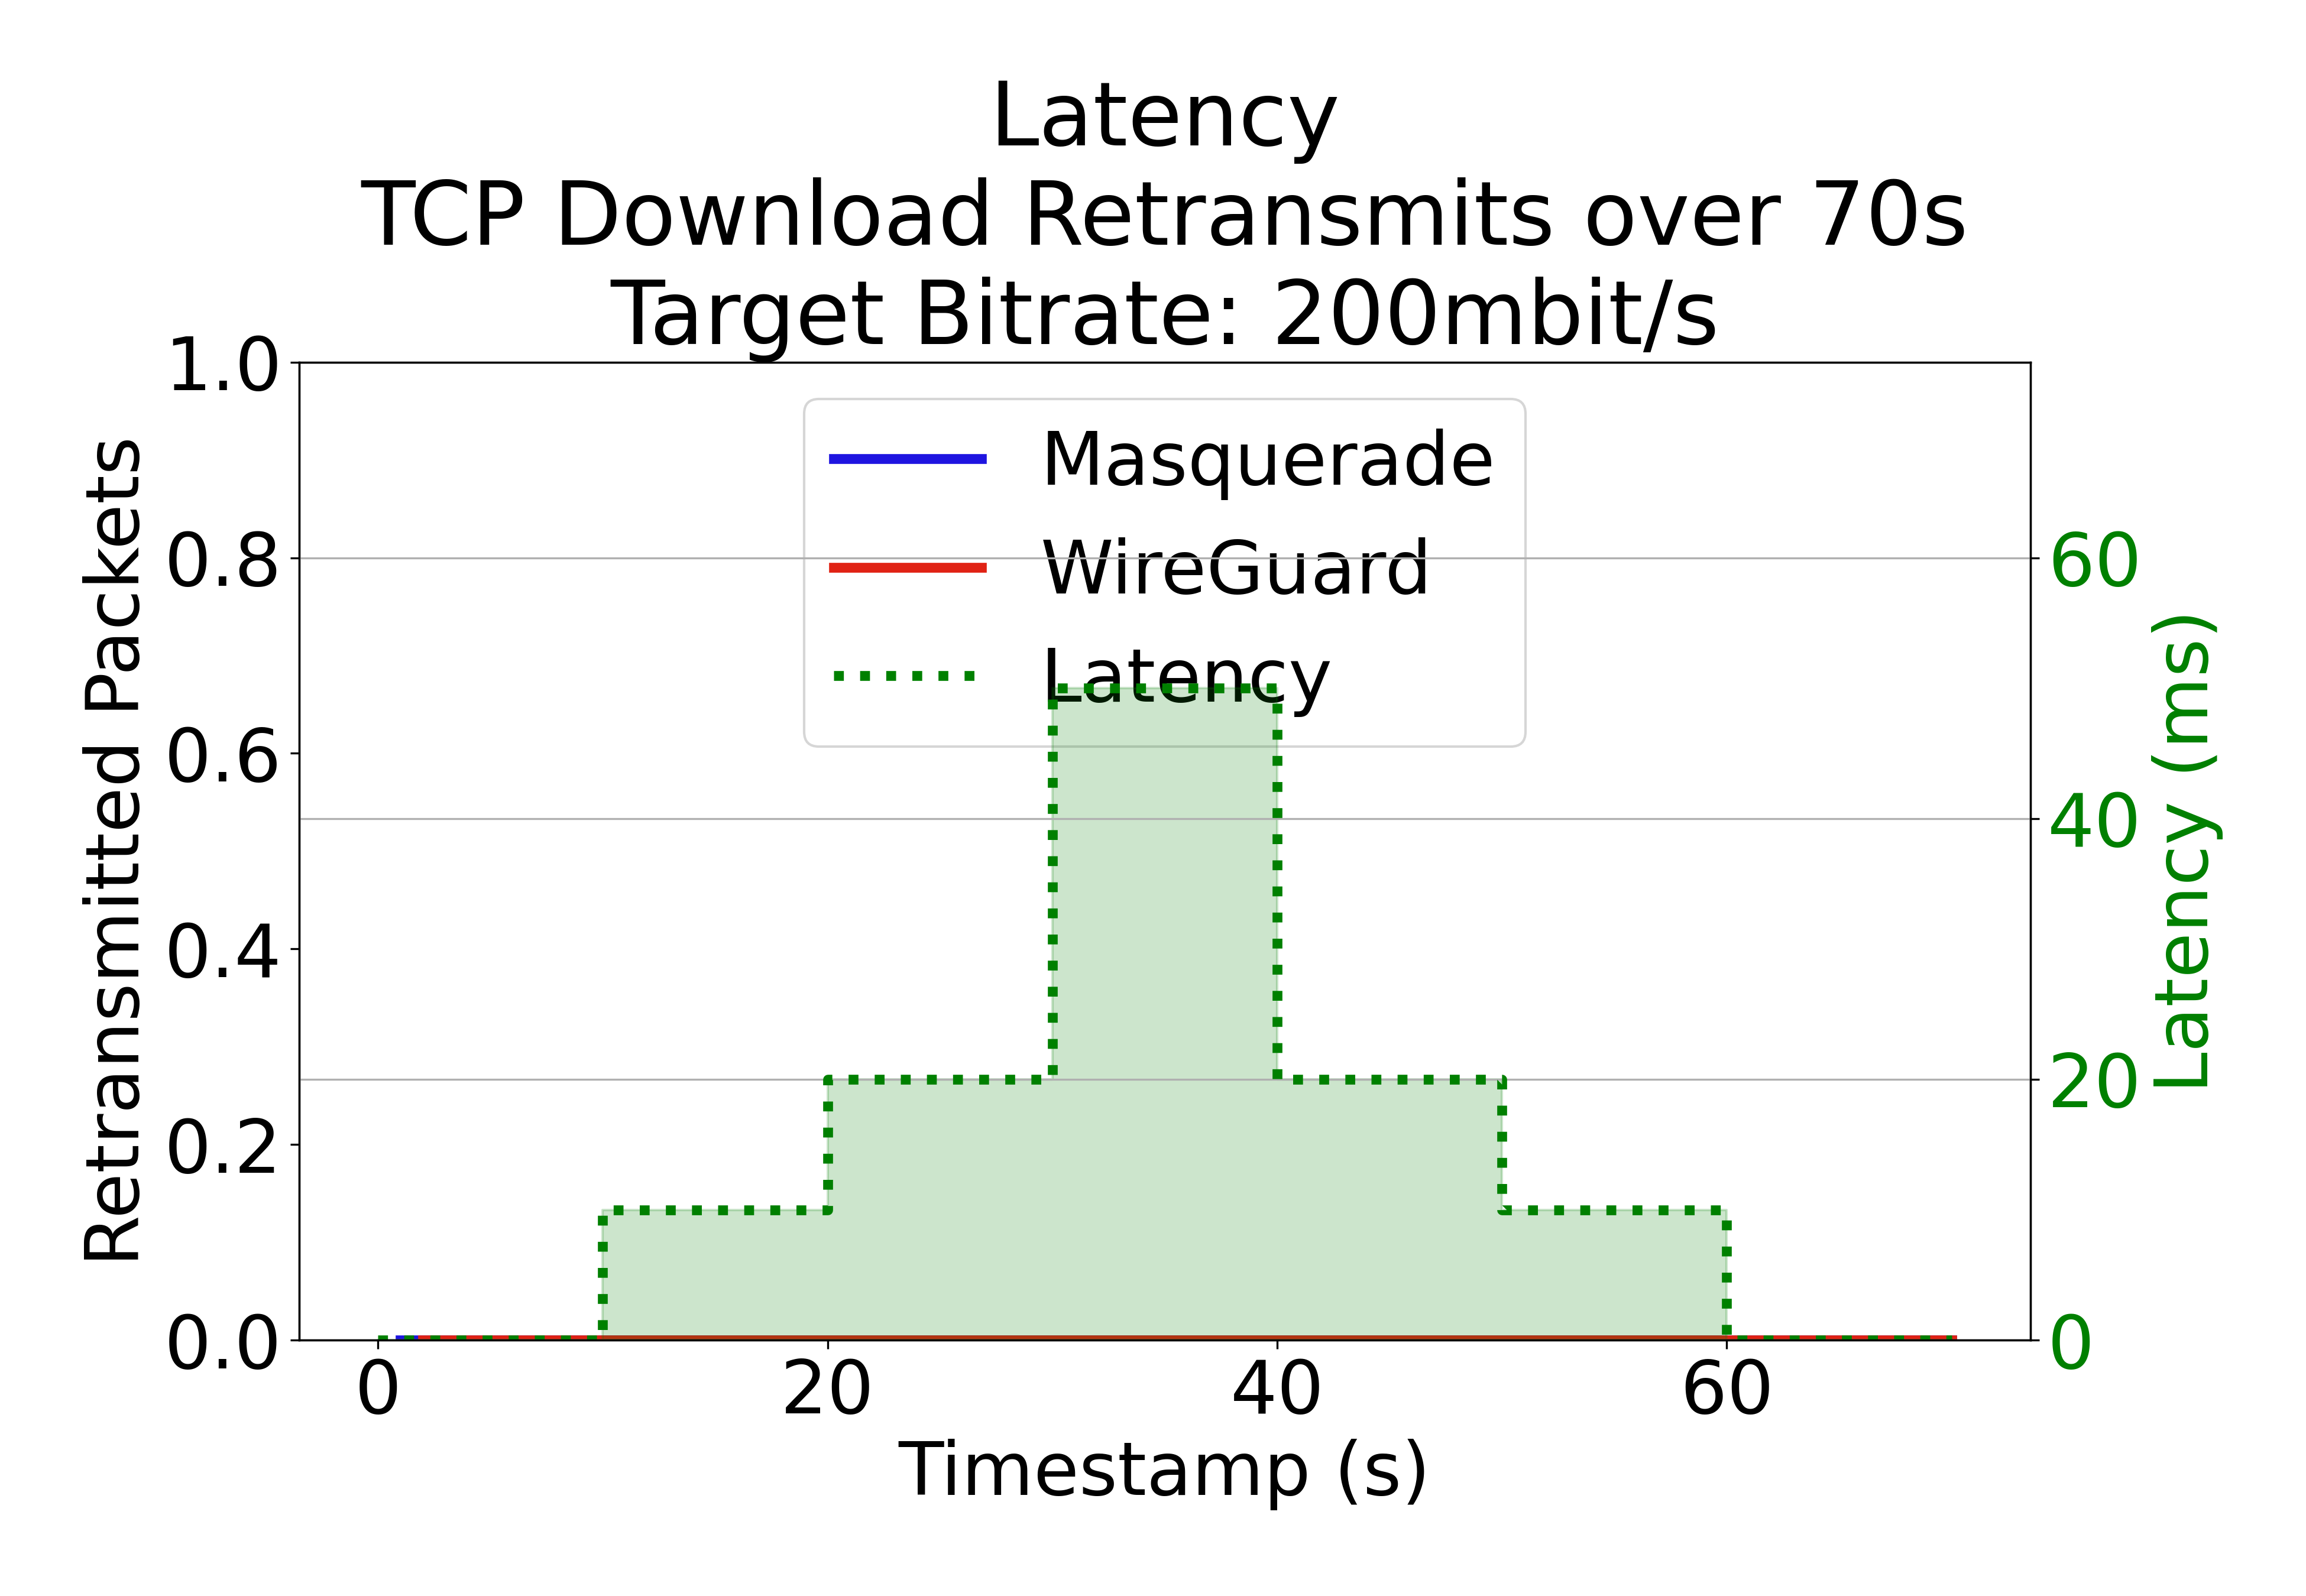 Latency
TCP Download Retransmits over 70s
Target Bitrate: 200mbit/s
Retransmitted Packets
1.0
0.8
0.6
0.4
0.2
0.0
Masquerade
WireGuard
Latency
60
40
20
0
Latency (ms)
0 20 40 60
Timestamp (s)